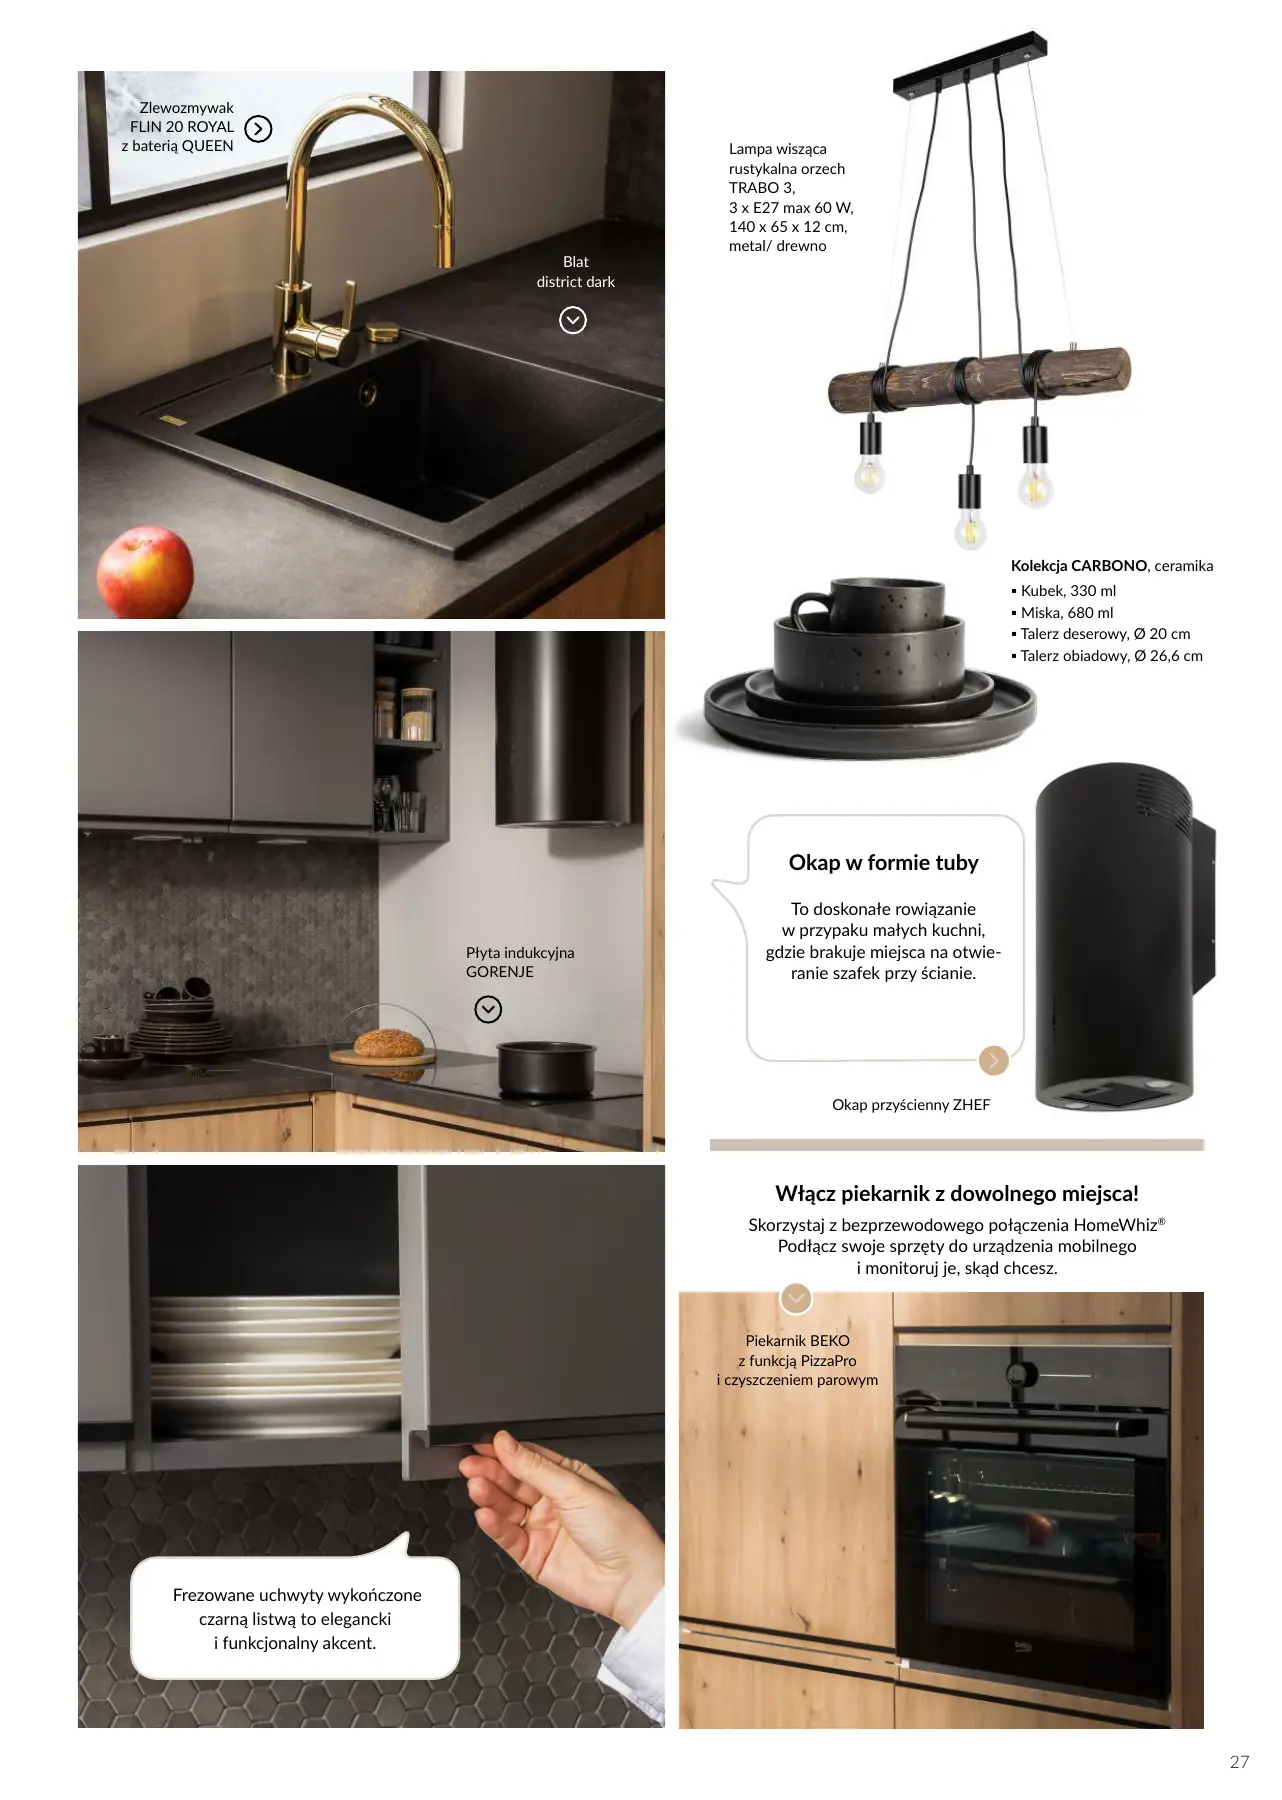 Zlewozmywak
FLIN 20 ROYAL
z baterią QUEEN
Blat
district dark
Lampa wisząca
rustykalna orzech
TRABO 3,
3 x E27 max 60 W,
140 x 65 x 12 cm,
metal/ drewno
Kolekcja CARBONO, ceramika
▪ Kubek, 330 ml
▪ Miska, 680 ml
▪ Talerz deserowy, Ø 20 cm
▪ Talerz obiadowy, Ø 26,6 cm
Płyta indukcyjna
GORENJE
Okap w formie tuby
To doskonałe rowiązanie
w przypaku małych kuchni,
gdzie brakuje miejsca na otwie-
ranie szafek przy ścianie.
Okap przyścienny ZHEF
Włącz piekarnik z dowolnego miejsca!
Skorzystaj z bezprzewodowego połączenia HomeWhiz®
Podłącz swoje sprzęty do urządzenia mobilnego
i monitoruj je, skąd chcesz.
Piekarnik BEKO
z funkcją PizzaPro
i czyszczeniem parowym
beko
Frezowane uchwyty wykończone
czarną listwą to elegancki
i funkcjonalny akcent.
27